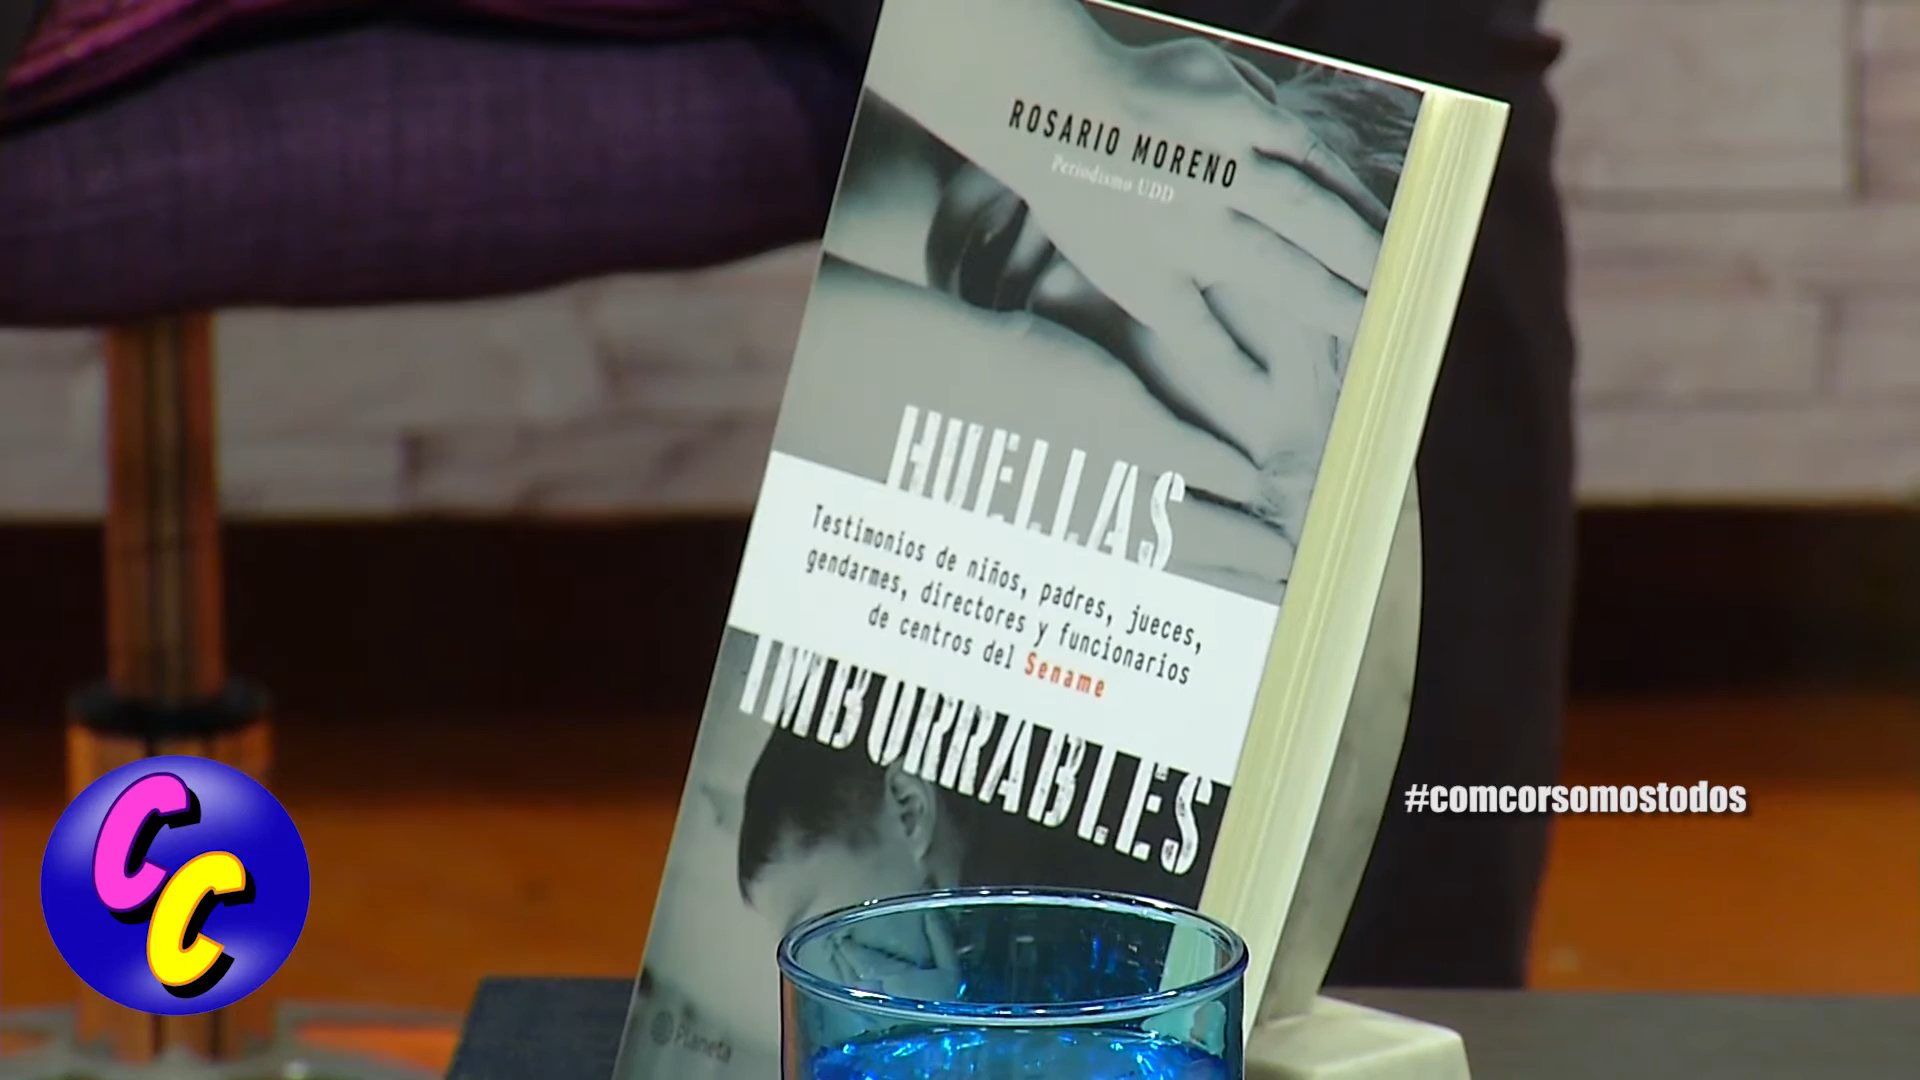 ROSARIO MORENO
Periodismo UDD
HUELLAS
Testimonios de niños, padres, jueces,
gendarmes, directores y funcionarios
de centros del Sename
IMBORRABLES
Planeta
#comcorsomostodos
CC